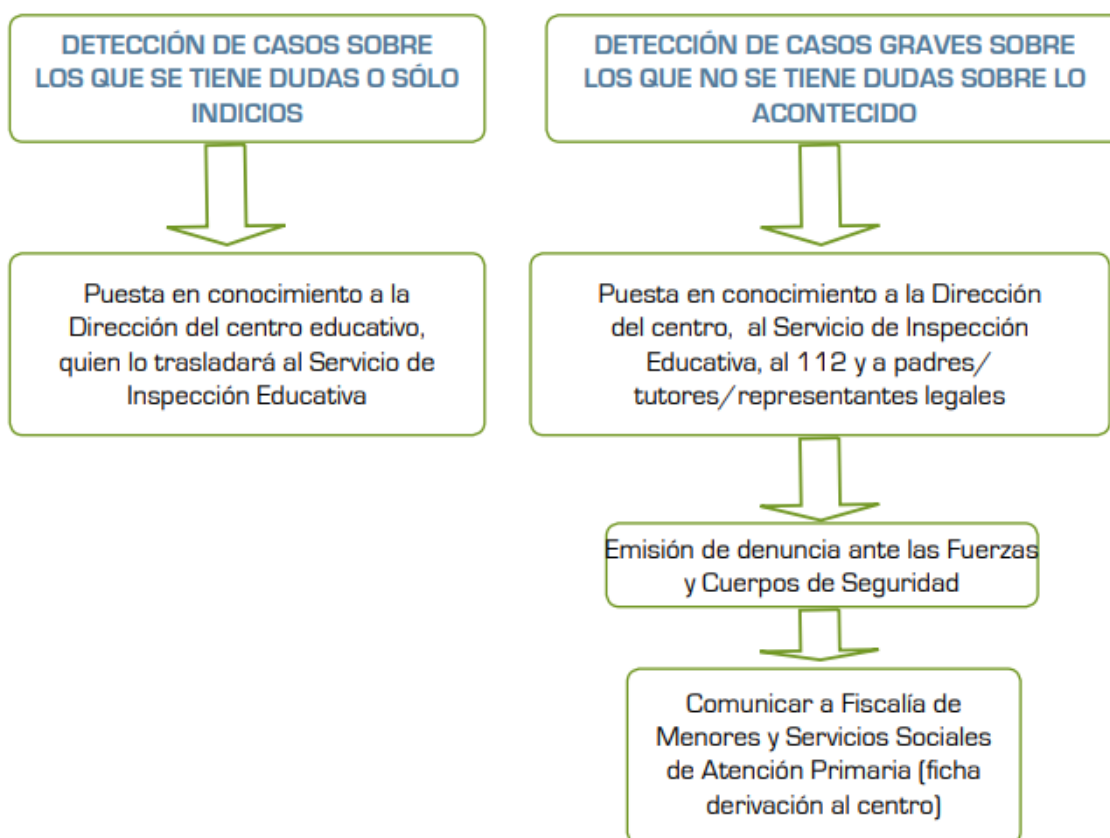 DETECCIÓN DE CASOS SOBRE
LOS QUE SE TIENE DUDAS O SÓLO
INDICIOS
DETECCIÓN DE CASOS GRAVES SOBRE
LOS QUE NO SE TIENE DUDAS SOBRE LO
ACONTECIDO
Puesta en conocimiento a la
Dirección del centro educativo,
quien lo trasladará al Servicio de
Inspección Educativa
Puesta en conocimiento a la Dirección
del centro, al Servicio de Inspección
Educativa, al 112 y a padres/
tutores/representantes legales
Emisión de denuncia ante las Fuerzas
y Cuerpos de Seguridad
Comunicar a Fiscalía de
Menores y Servicios Sociales
de Atención Primaria (ficha
derivación al centro)